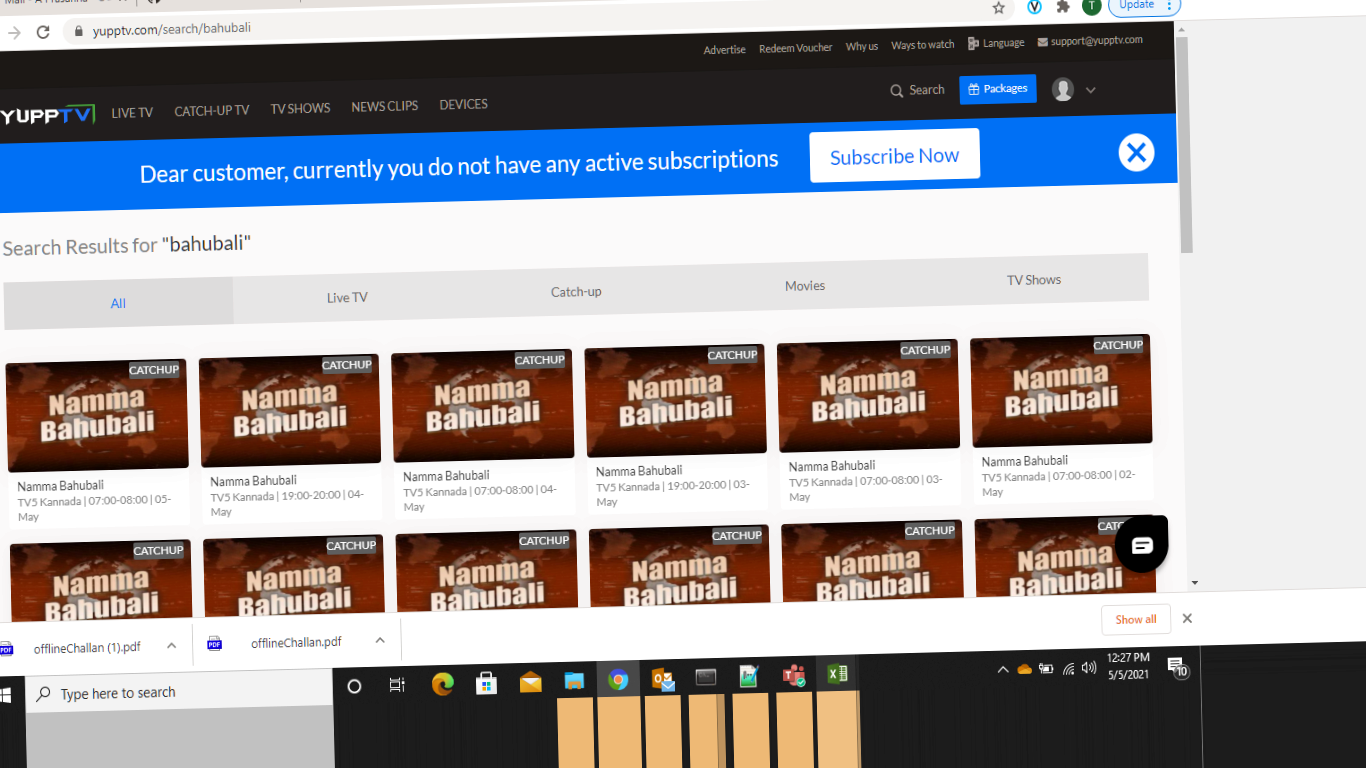 yupptv.com/search/bahubali
Update
T
Advertise Redeem Voucher Why us Ways to watch Language support@yupptv.com
YUPPTV LIVE TV CATCH-UP TV TV SHOWS NEWS CLIPS DEVICES Search Packages
Dear customer, currently you do not have any active subscriptions Subscribe Now
Search Results for "bahubali"
All Live TV Catch-up Movies TV Shows
CATCHUP CATCHUP CATCHUP CATCHUP CATCHUP CATCHUP
Namma Namma Namma Namma Namma Namma
Bahubali Bahubali Bahubali Bahubali Bahubali Bahubali
Namma Bahubali Namma Bahubali Namma Bahubali Namma Bahubali Namma Bahubali Namma Bahubali
TV5 Kannada | 07:00-08:00 | 05- TV5 Kannada | 19:00-20:00 | 04- TV5 Kannada | 07:00-08:00 | 04- TV5 Kannada | 19:00-20:00 | 03- TV5 Kannada | 07:00-08:00 | 03- TV5 Kannada | 07:00-08:00 | 02-
May May May May May May
CATCHUP CATCHUP CATCHUP CATCHUP CATCHUP
Namma Namma Namma Namma Namma Namma
Bahubali Bahubali Bahubali Bahubali Bahubali Bahubali
PDF offlineChallan (1).pdf PDF offlineChallan.pdf Show all
Type here to search
12:27 PM
5/5/2021
10